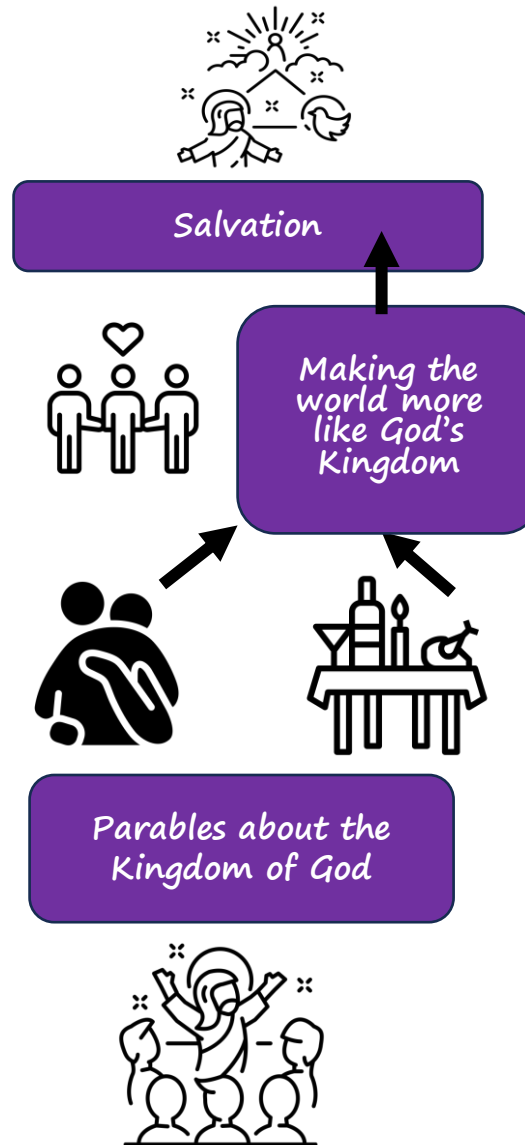 Salvation
Making the
world more
like God's
Kingdom
Parables about the
Kingdom of God